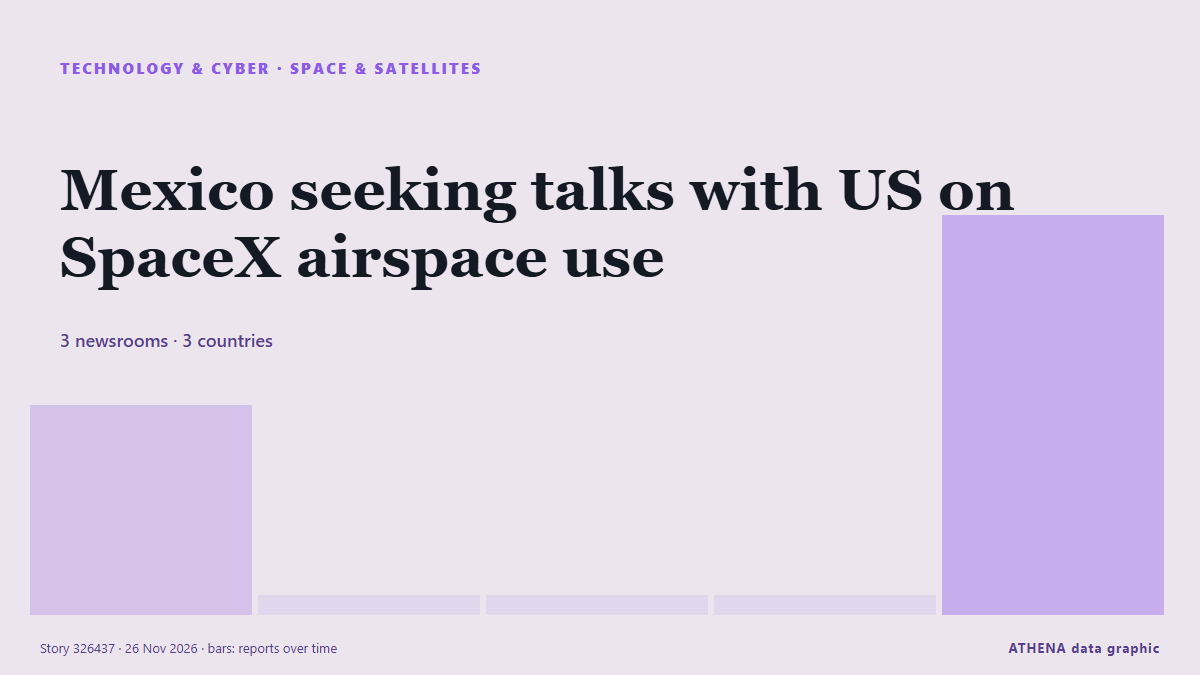 TECHNOLOGY & CYBER · SPACE & SATELLITES
Mexico seeking talks with US on
SpaceX airspace use
3 newsrooms · 3 countries
Story 326437 · 26 Nov 2026 · bars: reports over time
ATHENA data graphic